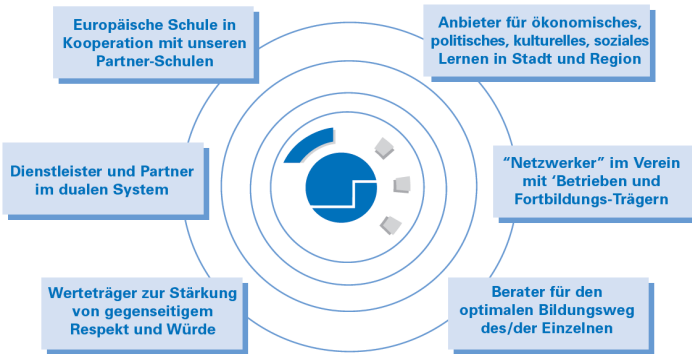 Europäische Schule in
Kooperation mit unseren
Partner-Schulen
Anbieter für ökonomisches,
politisches, kulturelles, soziales
Lernen in Stadt und Region
Dienstleister und Partner
im dualen System
“Netzwerker” im Verein
mit ‘Betrieben und
Fortbildungs-Trägern
Werteträger zur Stärkung
von gegenseitigem
Respekt und Würde
Berater für den
optimalen Bildungsweg
des/der Einzelnen